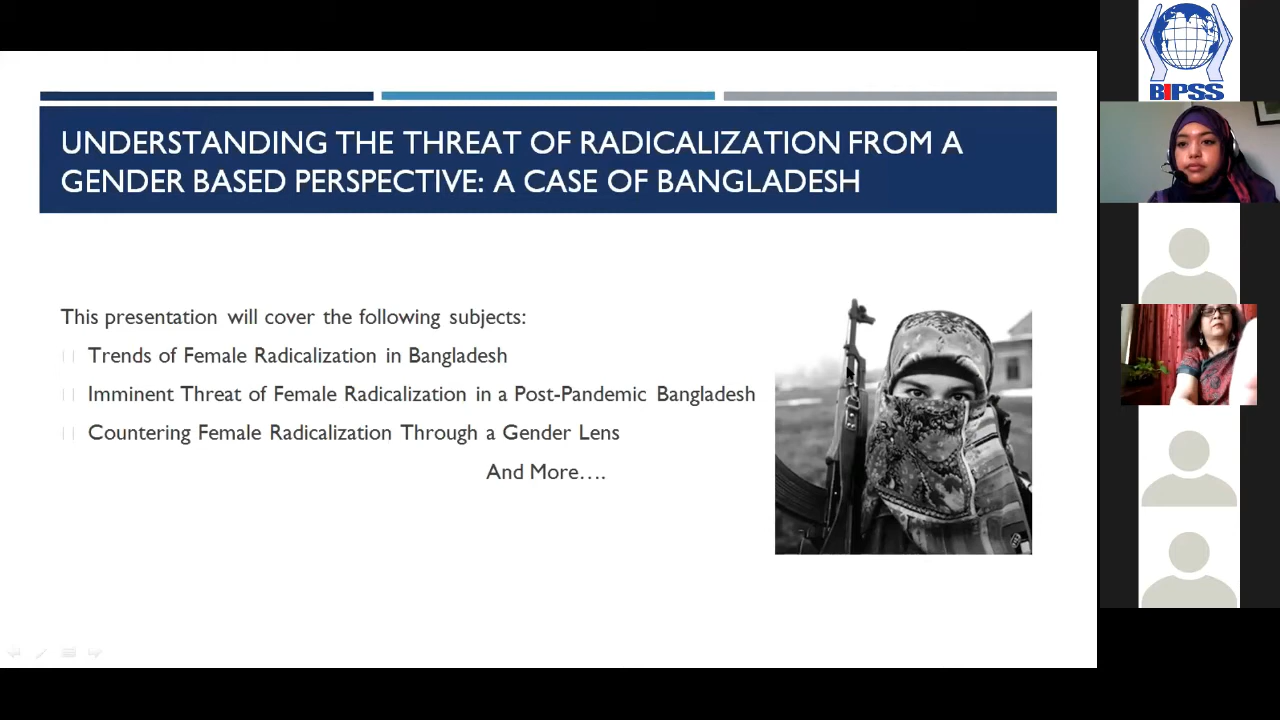 UNDERSTANDING THE THREAT OF RADICALIZATION FROM A
GENDER BASED PERSPECTIVE: A CASE OF BANGLADESH
This presentation will cover the following subjects:
Trends of Female Radicalization in Bangladesh
Imminent Threat of Female Radicalization in a Post-Pandemic Bangladesh
Countering Female Radicalization Through a Gender Lens
And More….
BIPSS